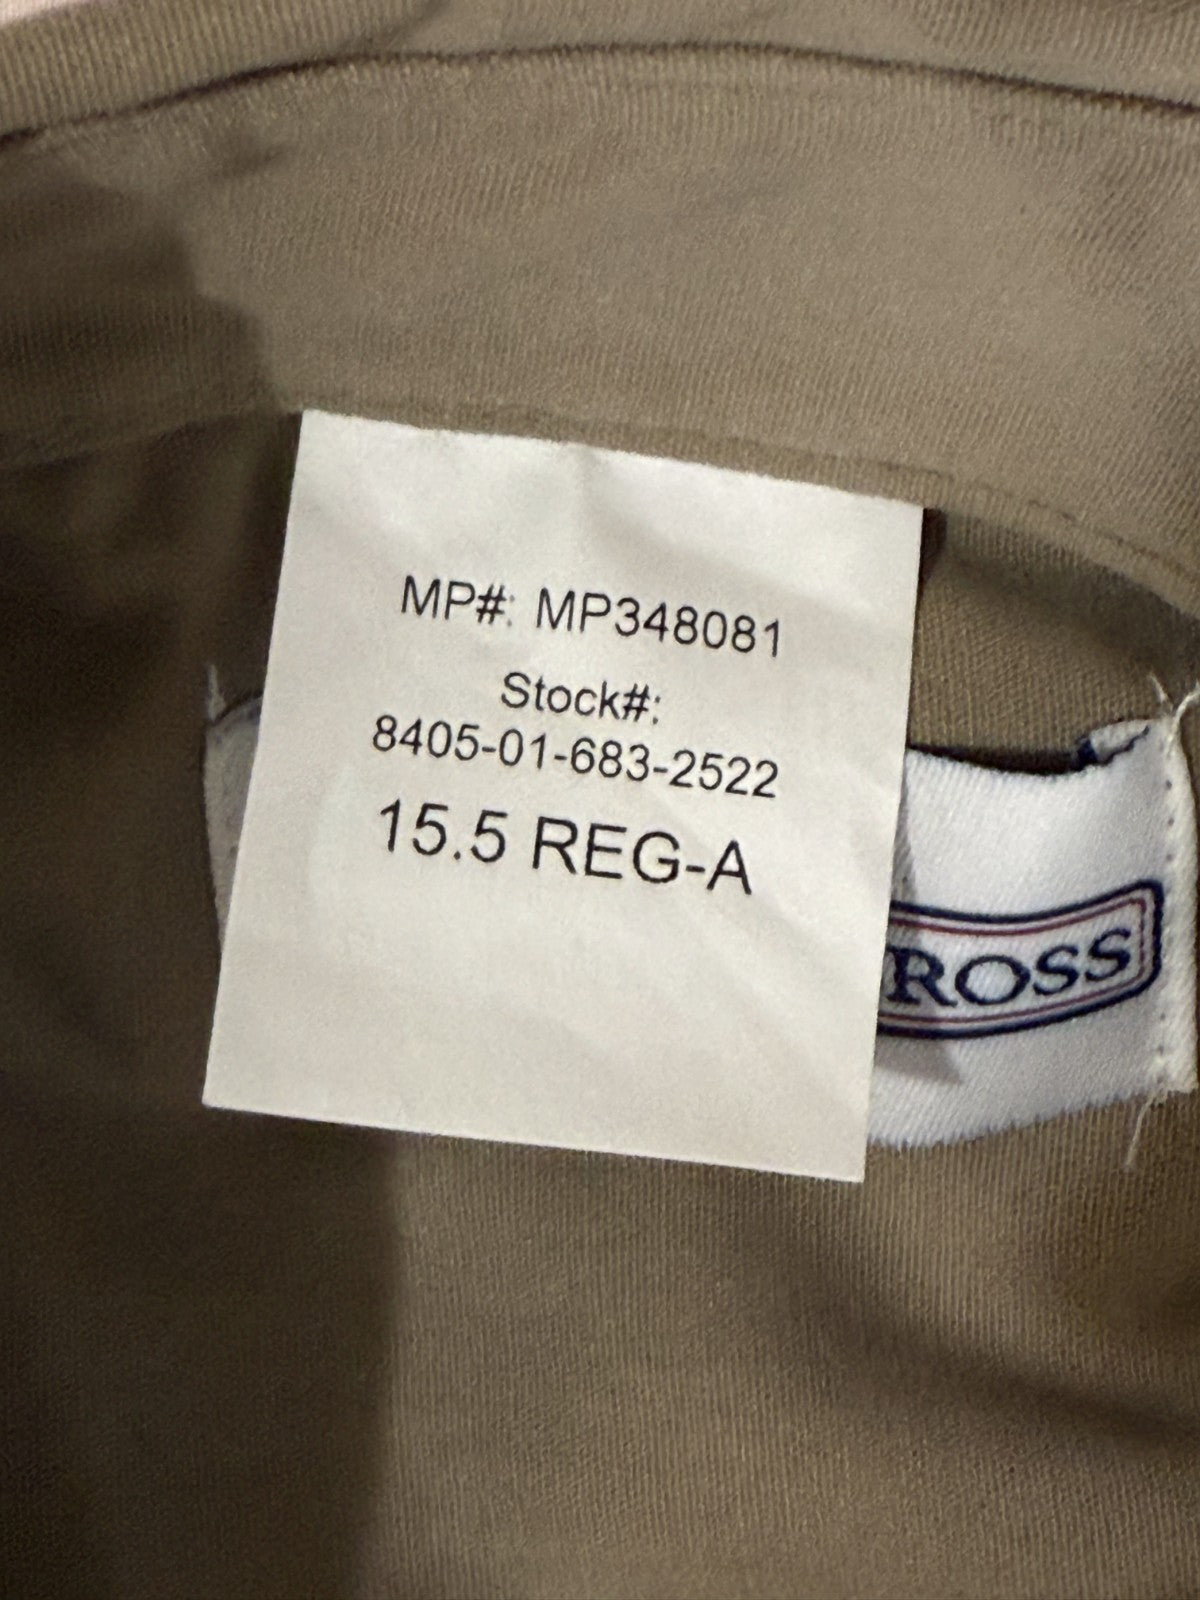 MP#: MP348081
Stock#:
8405-01-683-2522
15.5 REG-A
ROSS